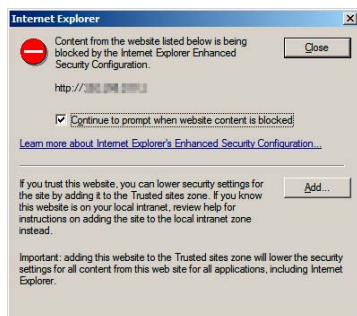 Internet Explorer
Content from the website listed below is being
blocked by the Internet Explorer Enhanced
Security Configuration.
Close
http://
Continue to prompt when website content is blocked
Learn more about Internet Explorer's Enhanced Security Configuration...
If you trust this website, you can lower security settings for
the site by adding it to the Trusted sites zone. If you know
this website is on your local intranet, review help for
instructions on adding the site to the local intranet zone
instead.
Add...
Important: adding this website to the Trusted sites zone will lower the security
settings for all content from this web site for all applications, including Internet
Explorer.